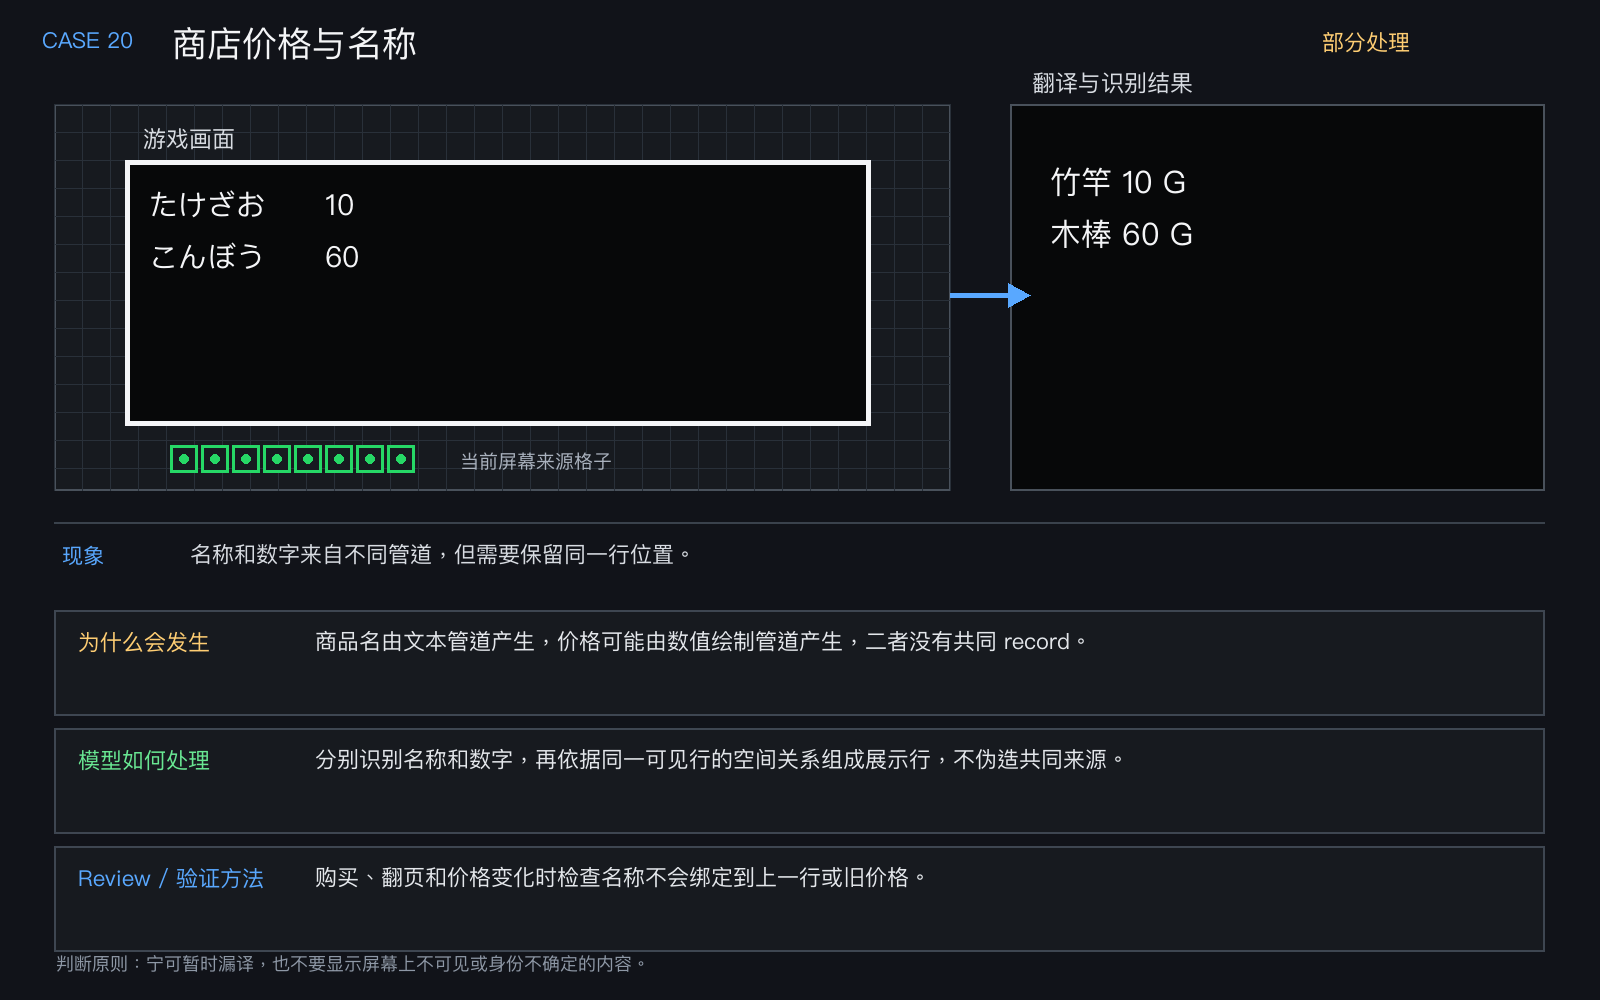 CASE 20 商店价格与名称
部分处理
翻译与识别结果
游戏画面
たけざお 10
こんぼう 60
当前屏幕来源格子
竹竿 10 G
木棒 60 G
现象 名称和数字来自不同管道，但需要保留同一行位置。
为什么会发生 商品名由文本管道产生，价格可能由数值绘制管道产生，二者没有共同 record。
模型如何处理 分别识别名称和数字，再依据同一可见行的空间关系组成展示行，不伪造共同来源。
Review / 验证方法 购买、翻页和价格变化时检查名称不会绑定到上一行或旧价格。
判断原则：宁可暂时漏译，也不要显示屏幕上不可见或身份不确定的内容。